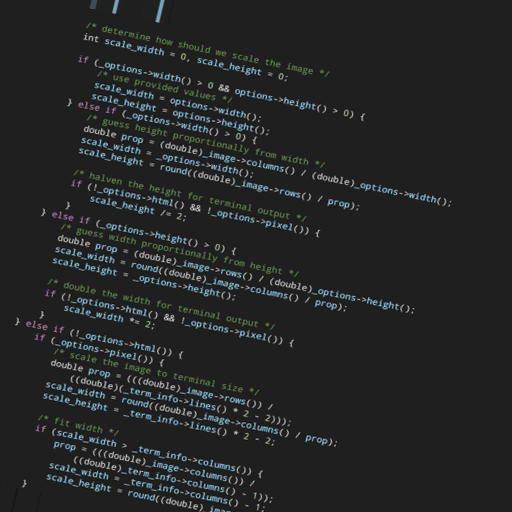 /* determine how should we scale the image */
int scale_width = 0, scale_height = 0;
if (_options->width() > 0 && options->height() > 0) {
/* use provided values */
scale_width = options->width();
scale_height = options->height();
} else if (_options->width() > 0) {
/* guess height proportionally from width */
double prop = (double)_image->columns() / (double)_options->width();
scale_width = _options->width();
scale_height = round((double)_image->rows() / prop);
/* halven the height for terminal output */
if (!_options->html() && !_options->pixel()) {
scale_height /= 2;
}
} else if (_options->height() > 0) {
/* guess width proportionally from height */
double prop = (double)_image->rows() / (double)_options->height();
scale_width = round((double)_image->columns() / prop);
scale_height = _options->height();
/* double the width for terminal output */
if (!_options->html() && !_options->pixel()) {
scale_width *= 2;
}
} else if (!_options->html()) {
if (_options->pixel()) {
/* scale the image to terminal size */
double prop = (((double)_image->rows()) /
((double)(_term_info->lines() * 2 - 2)));
scale_width = round((double)_image->columns() / prop);
scale_height = _term_info->lines() * 2 - 2;
/* fit width */
if (scale_width > _term_info->columns()) {
prop = (((double)_image->columns()) /
((double)_term_info->columns() - 1));
scale_width = _term_info->columns() - 1;
scale_height = round((double)
}